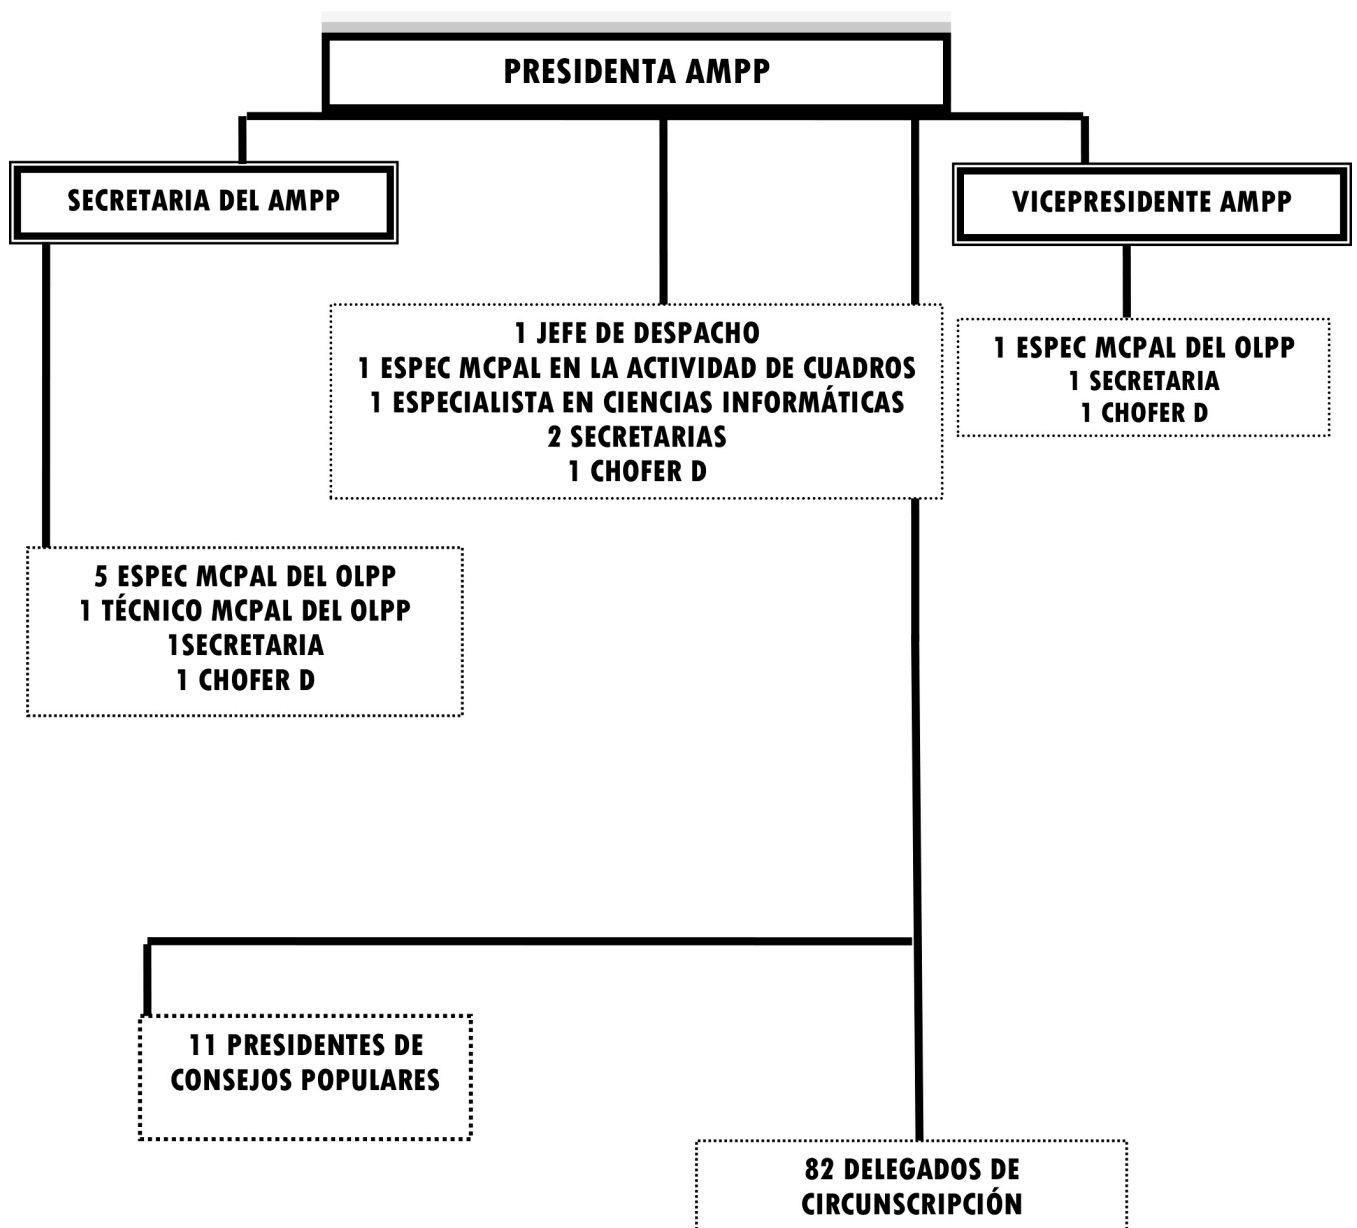 PRESIDENTA AMPP
SECRETARIA DEL AMPP
VICEPRESIDENTE AMPP
1 JEFE DE DESPACHO
1 ESPEC MCPAL EN LA ACTIVIDAD DE CUADROS
1 ESPECIALISTA EN CIENCIAS INFORMÁTICAS
2 SECRETARIAS
1 CHOFER D
1 ESPEC MCPAL DEL OLPP
1 SECRETARIA
1 CHOFER D
5 ESPEC MCPAL DEL OLPP
1 TÉCNICO MCPAL DEL OLPP
1SECRETARIA
1 CHOFER D
11 PRESIDENTES DE
CONSEJOS POPULARES
82 DELEGADOS DE
CIRCUNSCRIPCIÓN